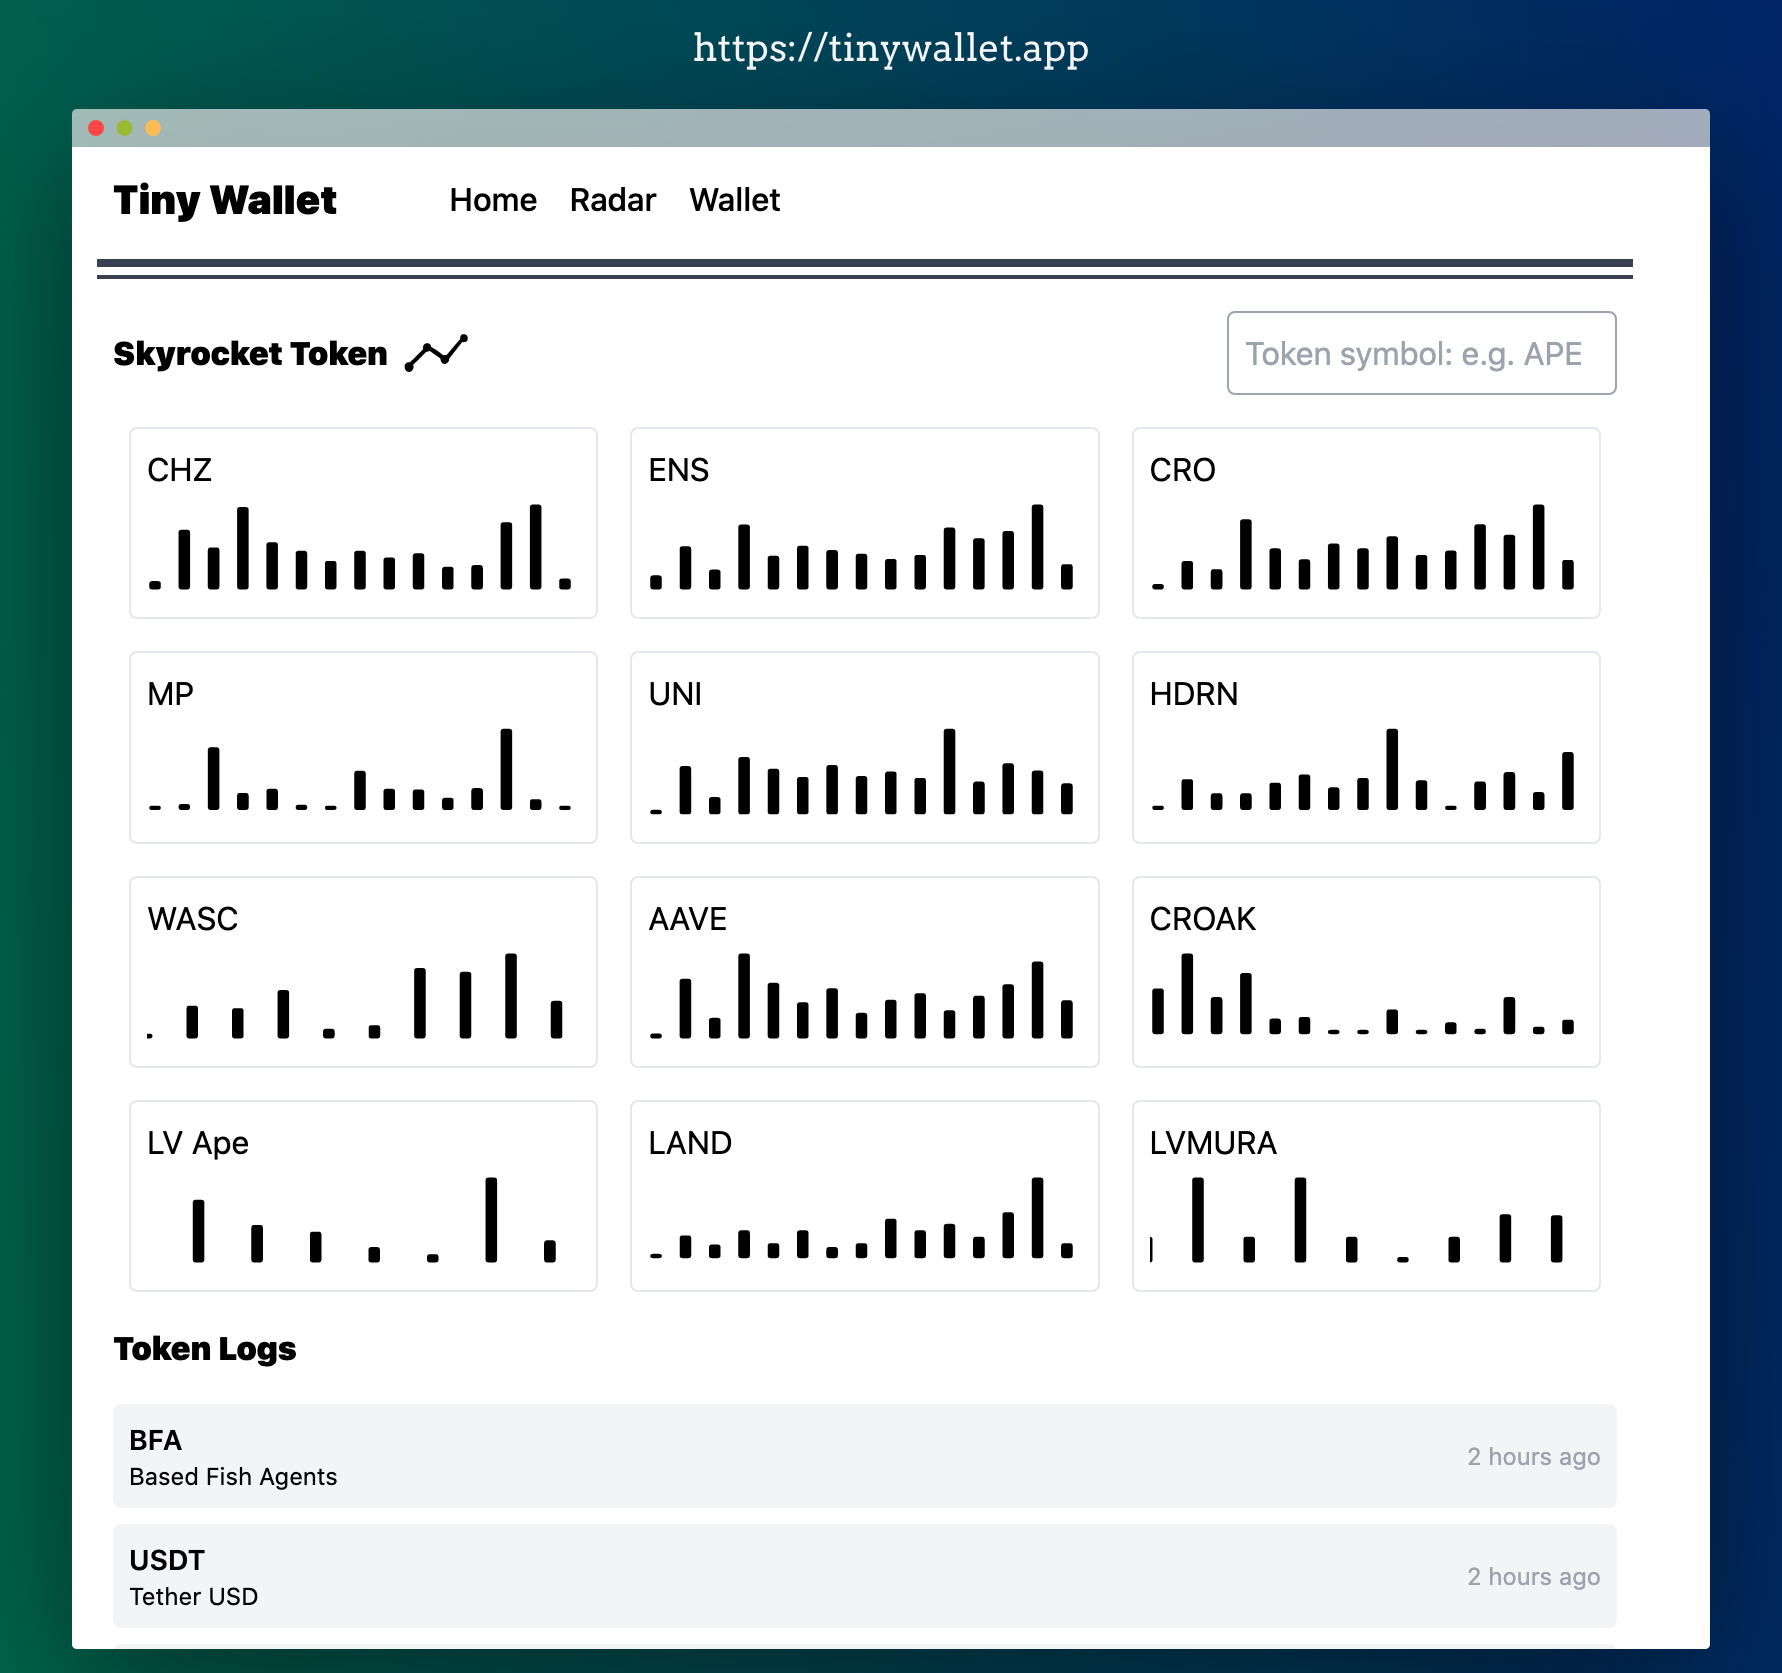 https://tinywallet.app
Tiny Wallet Home Radar Wallet
Skyrocket Token
Token symbol: e.g. APE
CHZ ENS CRO
MP UNI HDRN
WASC AAVE CROAK
LV Ape LAND LVMURA
Token Logs
BFA
Based Fish Agents
2 hours ago
USDT
Tether USD
2 hours ago